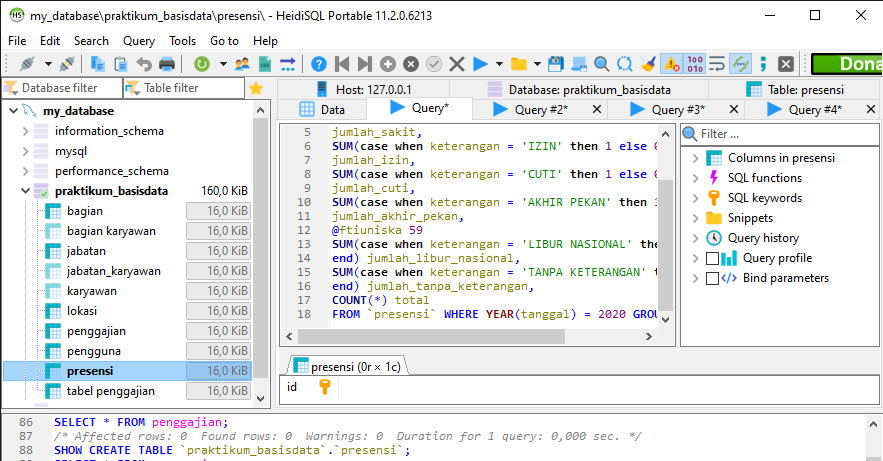 my_database\praktikum_basisdata\presensi\ - HeidiSQL Portable 11.2.0.6213
File Edit Search Query Tools Go to Help
Dona
Database filter Table filter
my_database
information_schema
mysql
performance_schema
praktikum_basisdata 160,0 KiB
bagian 16,0 KiB
bagian karyawan 16,0 KiB
jabatan 16,0 KiB
jabatan_karyawan 16,0 KiB
karyawan 16,0 KiB
lokasi 16,0 KiB
penggajian 16,0 KiB
pengguna 16,0 KiB
presensi 16,0 KiB
tabel penggajian 16,0 KiB
Host: 127.0.0.1 Database: praktikum_basisdata Table: presensi
Data Query* Query #2* Query #3* Query #4*
5 jumlah_sakit,
6 SUM(case when keterangan = 'IZIN' then 1 else 0
7 jumlah_izin,
8 SUM(case when keterangan = 'CUTI' then 1 else 0
9 jumlah_cuti,
10 SUM(case when keterangan = 'AKHIR PEKAN' then 1
11 jumlah_akhir_pekan,
12 @ftiuniska 59
13 SUM(case when keterangan = 'LIBUR NASIONAL' the
14 end) jumlah_libur_nasional,
15 SUM(case when keterangan = 'TANPA KETERANGAN' t
16 end) jumlah_tanpa_keterangan,
17 COUNT(*) total
18 FROM `presensi` WHERE YEAR(tanggal) = 2020 GROU
Filter ...
Columns in presensi
SQL functions
SQL keywords
Snippets
Query history
Query profile
Bind parameters
presensi (0r × 1c)
id
86 SELECT * FROM penggajian;
87 /* Affected rows: 0 Found rows: 0 Warnings: 0 Duration for 1 query: 0,000 sec. */
88 SHOW CREATE TABLE `praktikum_basisdata`.`presensi`;